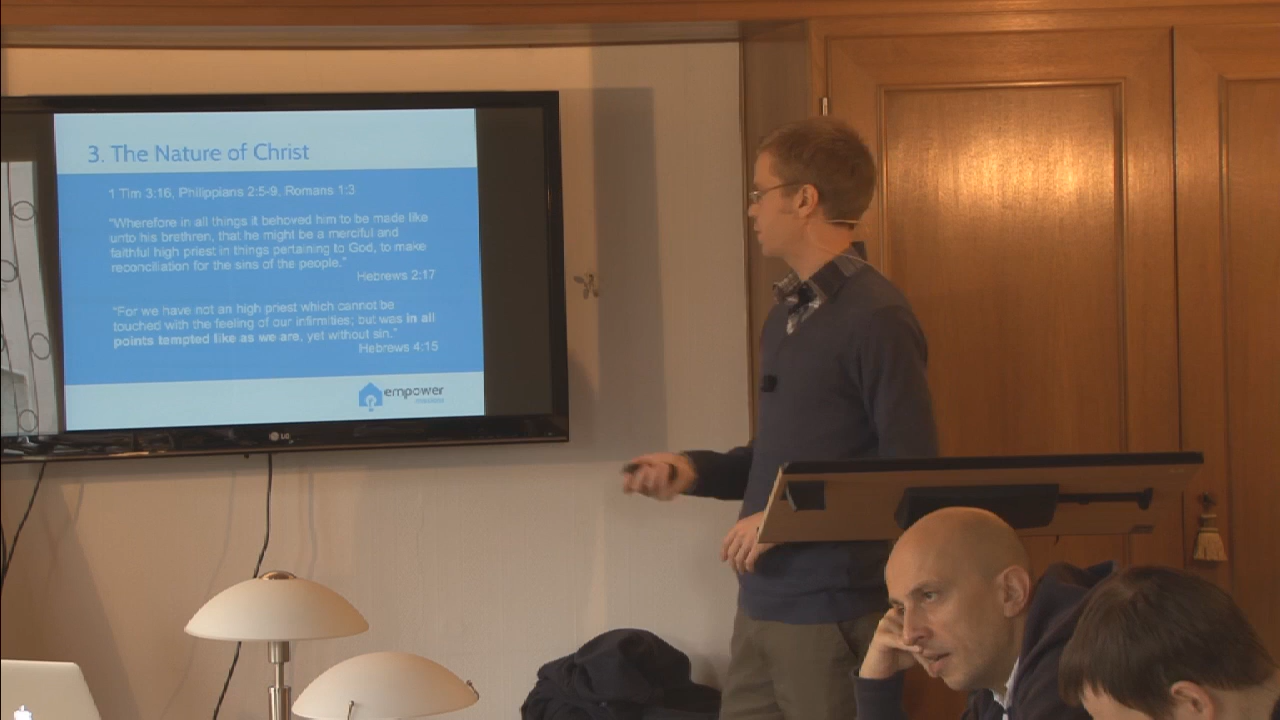 3. The Nature of Christ
1 Tim 3:16, Philippians 2:5-9, Romans 1:3
"Wherefore in all things it behoved him to be made like
unto his brethren, that he might be a merciful and
faithful high priest in things pertaining to God, to make
reconciliation for the sins of the people."
Hebrews 2:17
"For we have not an high priest which cannot be
touched with the feeling of our infirmities; but was in all
points tempted like as we are, yet without sin."
Hebrews 4:15
empower
LG